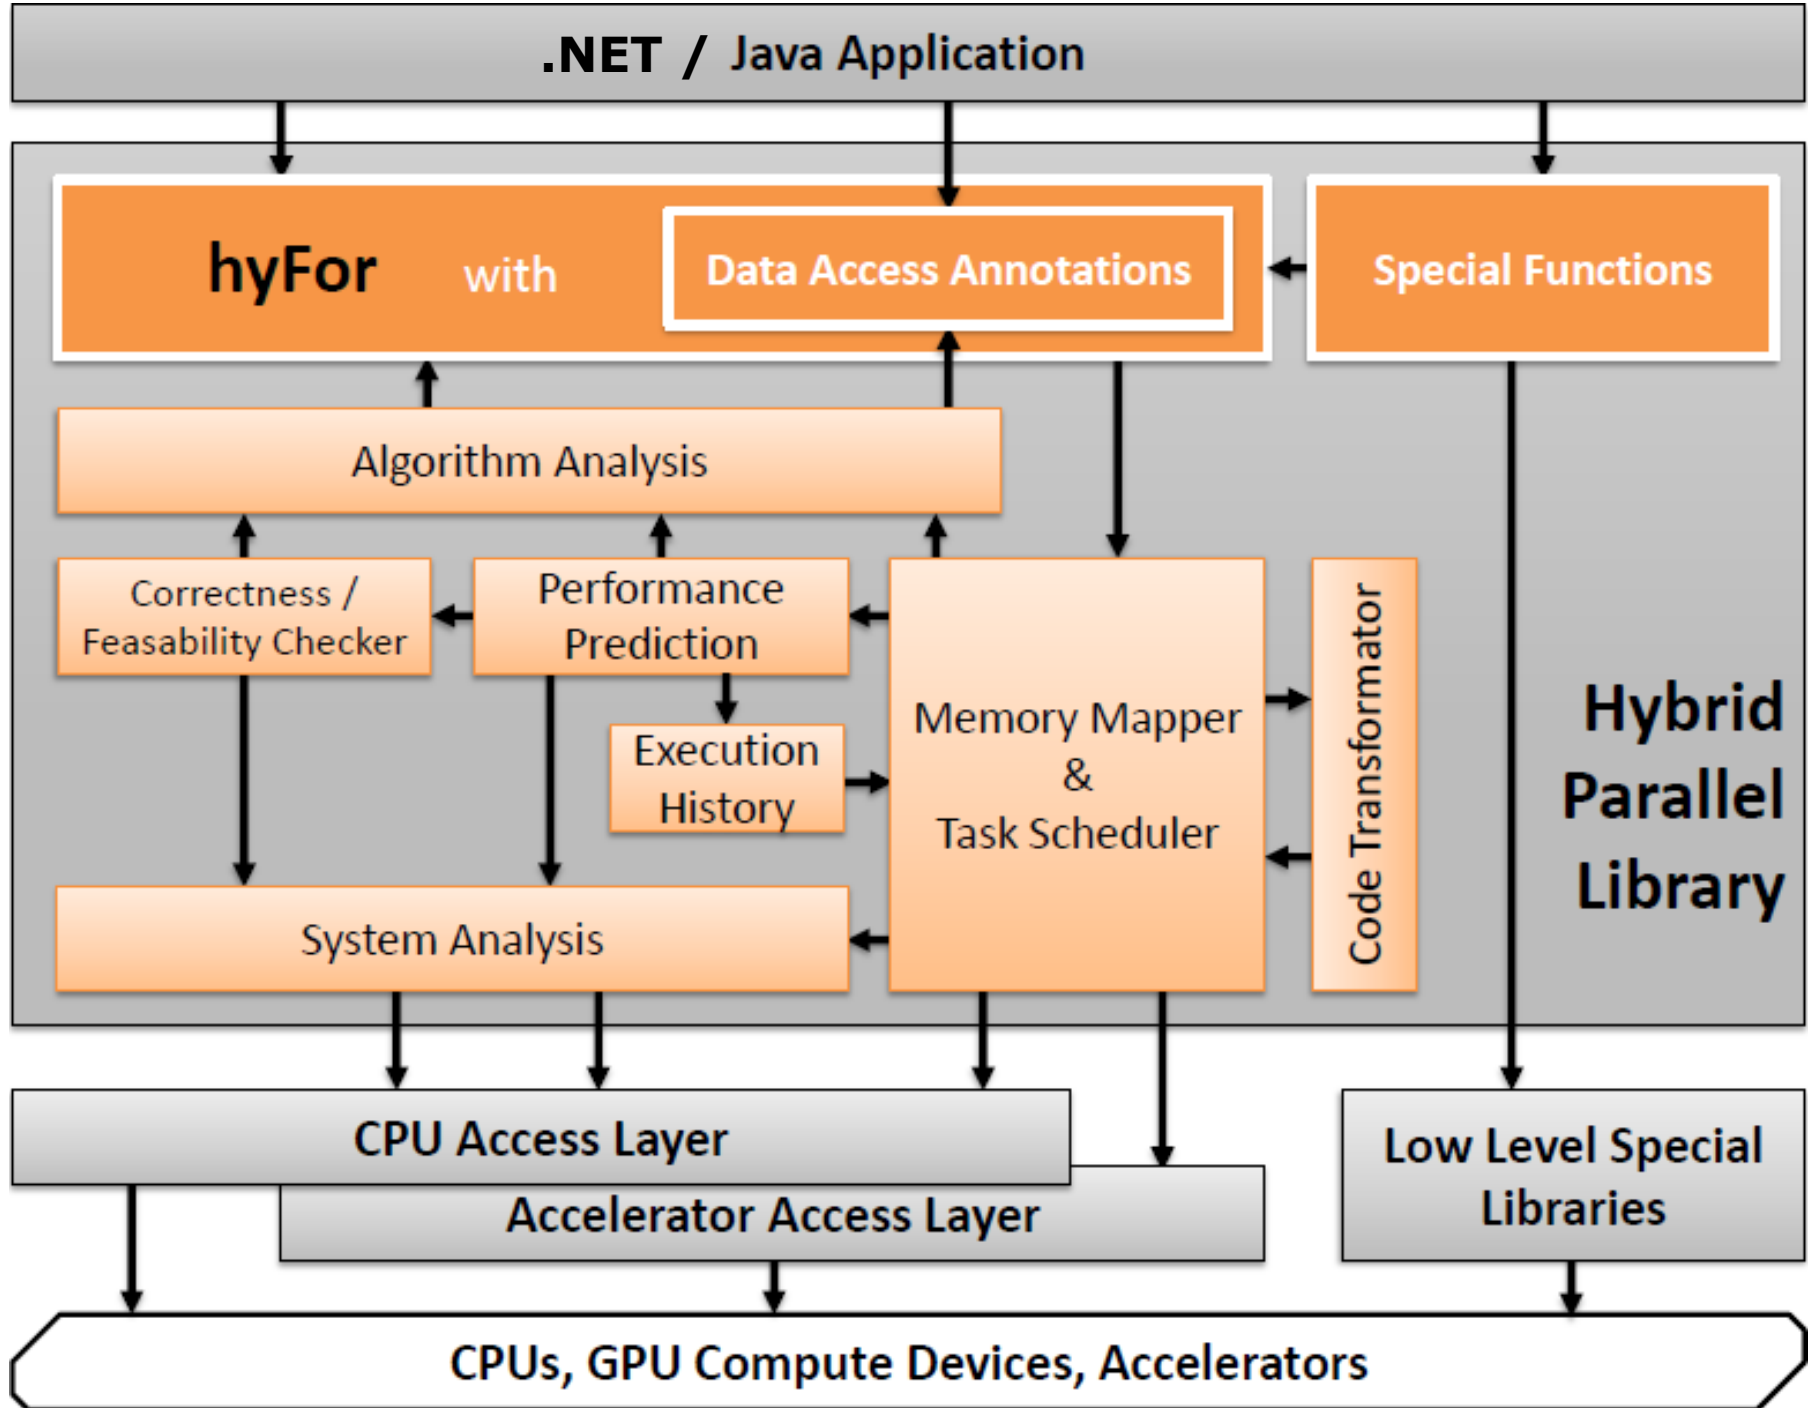 .NET / Java Application
hyFor with Data Access Annotations
Special Functions
Algorithm Analysis
Correctness /
Feasability Checker
Performance
Prediction
Execution
History
Memory Mapper
&
Task Scheduler
Code Transformator
Hybrid
Parallel
Library
System Analysis
CPU Access Layer
Accelerator Access Layer
Low Level Special
Libraries
CPUs, GPU Compute Devices, Accelerators